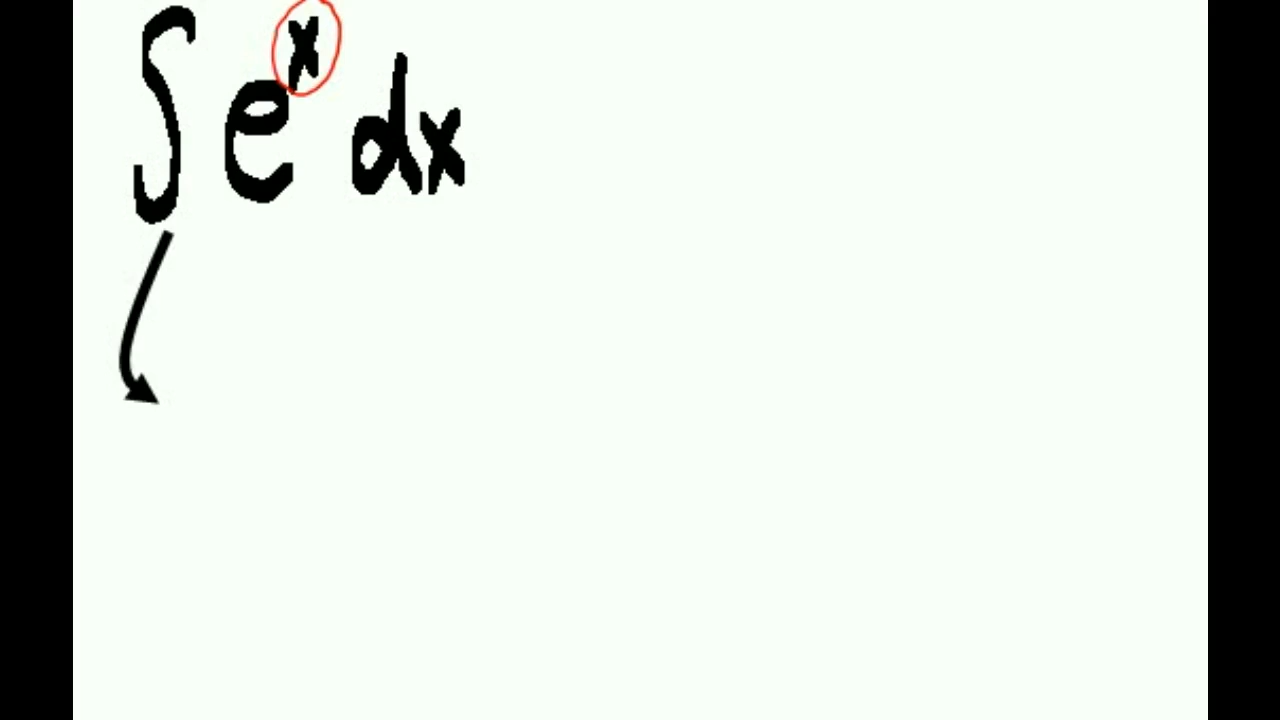 ∫ e^x dx